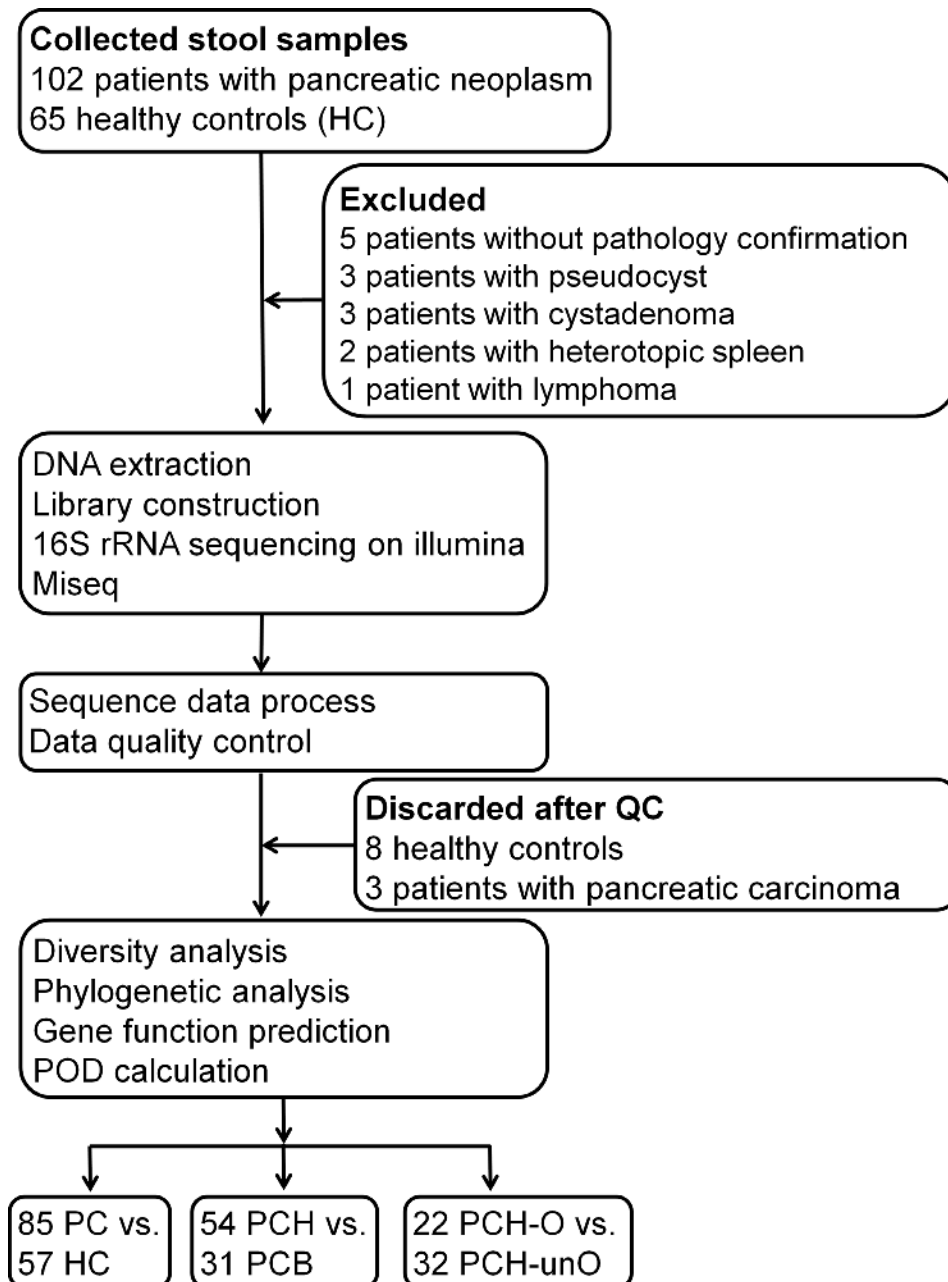 Collected stool samples
102 patients with pancreatic neoplasm
65 healthy controls (HC)
Excluded
5 patients without pathology confirmation
3 patients with pseudocyst
3 patients with cystadenoma
2 patients with heterotopic spleen
1 patient with lymphoma
DNA extraction
Library construction
16S rRNA sequencing on illumina
Miseq
Sequence data process
Data quality control
Discarded after QC
8 healthy controls
3 patients with pancreatic carcinoma
Diversity analysis
Phylogenetic analysis
Gene function prediction
POD calculation
85 PC vs.
57 HC
54 PCH vs.
31 PCB
22 PCH-O vs.
32 PCH-unO